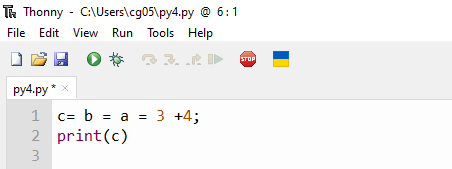 Thonny - C:\Users\cg05\py4.py @ 6:1
File Edit View Run Tools Help
STOP
py4.py * ×
1 c= b = a = 3 +4;
2 print(c)
3